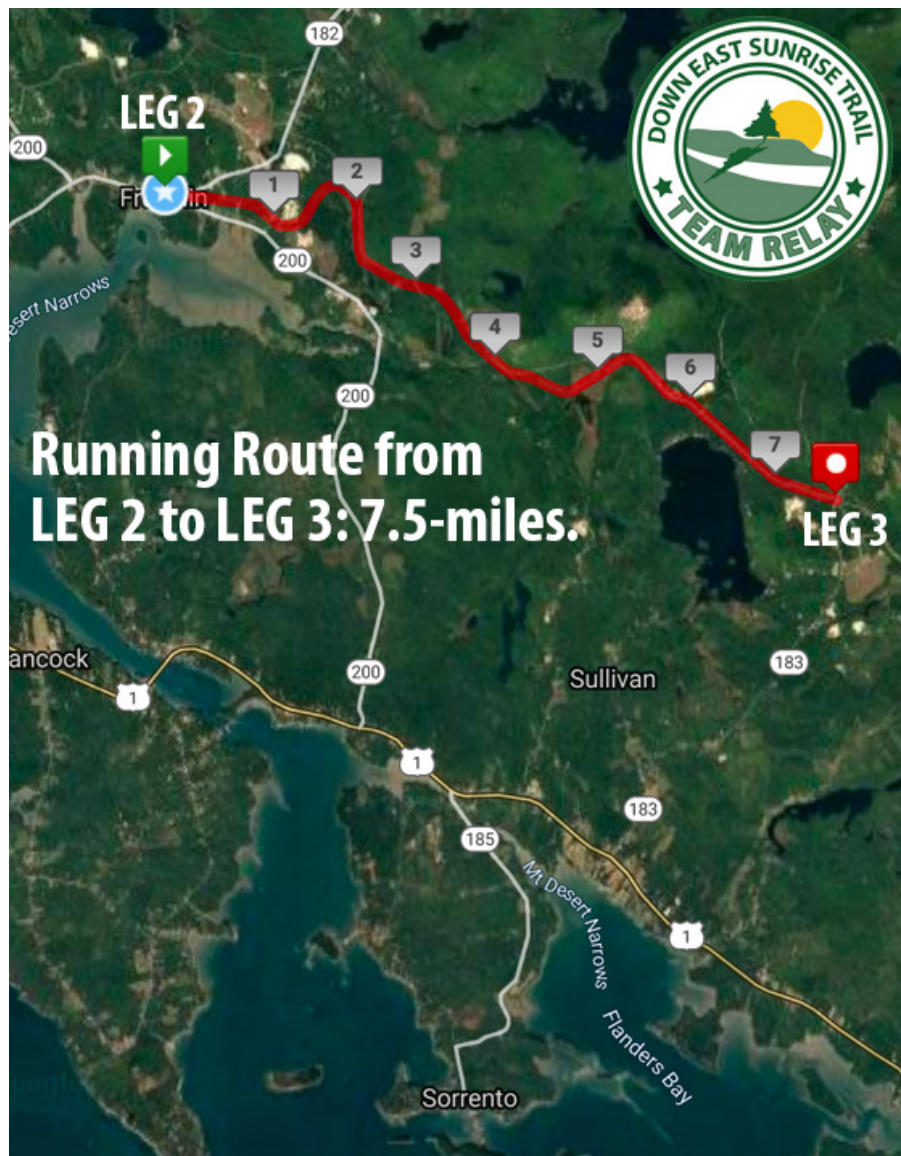 182
DOWN EAST SUNRISE TRAIL
TEAM RELAY
LEG 2
200
1
2
200
3
4
5
6
200
7
Running Route from
LEG 2 to LEG 3: 7.5-miles.
LEG 3
200
183
Sullivan
1
1
183
185
Mt Desert Narrows
1
Flanders Bay
Sorrento